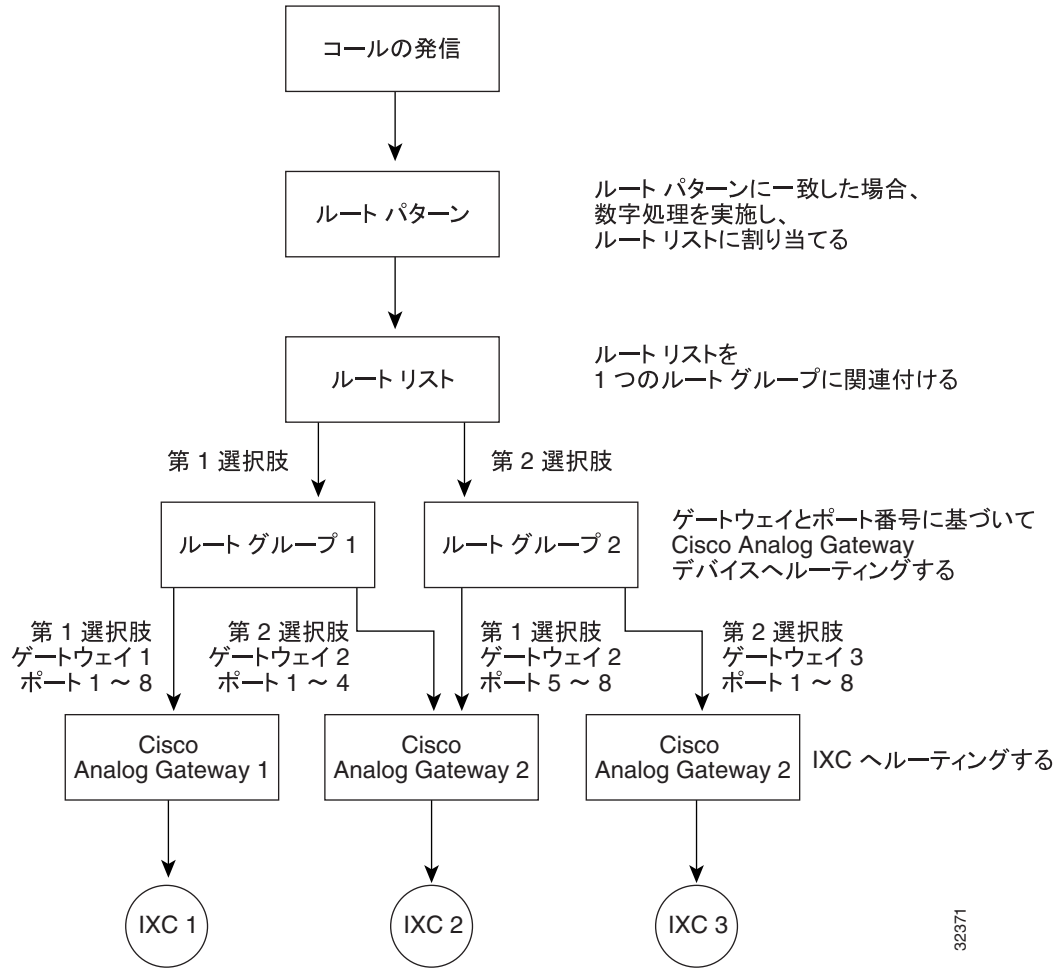 コールの発信
ルート パターン
ルート パターンに一致した場合、
数字処理を実施し、
ルート リストに割り当てる
ルート リスト
ルート リストを
1 つのルート グループに関連付ける
第 1 選択肢
第 2 選択肢
ルート グループ 1
ルート グループ 2
ゲートウェイとポート番号に基づいて
Cisco Analog Gateway
デバイスへルーティングする
第 1 選択肢
ゲートウェイ 1
ポート 1 ～ 8
第 2 選択肢
ゲートウェイ 2
ポート 1 ～ 4
第 1 選択肢
ゲートウェイ 2
ポート 5 ～ 8
第 2 選択肢
ゲートウェイ 3
ポート 1 ～ 8
Cisco
Analog Gateway 1
Cisco
Analog Gateway 2
Cisco
Analog Gateway 2
IXC へルーティングする
IXC 1
IXC 2
IXC 3
32371